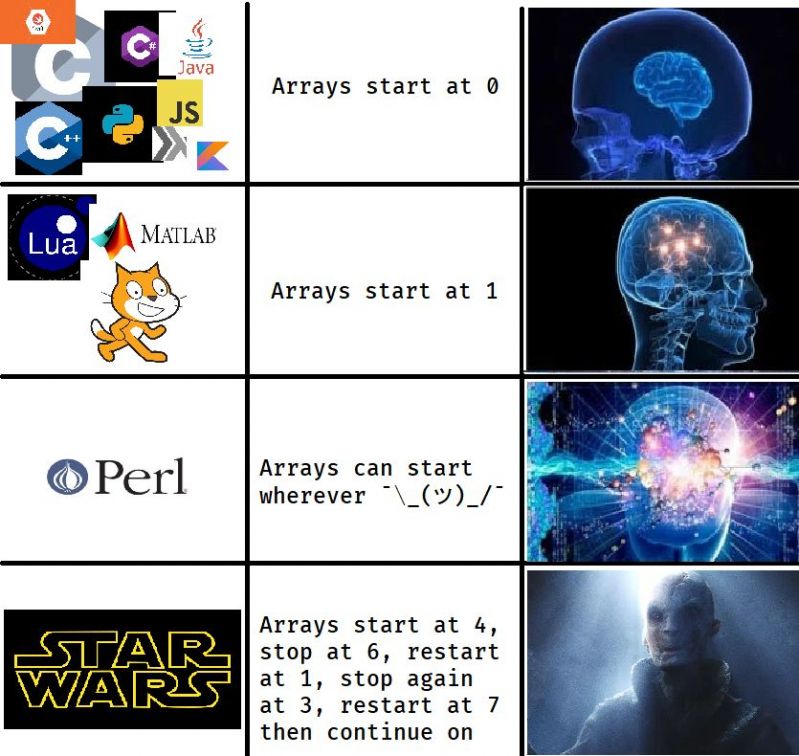 Swift
C
C#
Java
JS
C++
Arrays start at 0
Lua
MATLAB
Arrays start at 1
Perl
Arrays can start
wherever ¯\_(ツ)_/¯
STAR
WARS
Arrays start at 4,
stop at 6, restart
at 1, stop again
at 3, restart at 7
then continue on